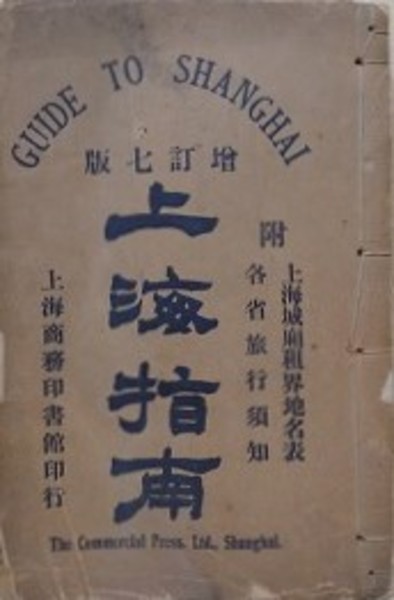 GUIDE TO SHANGHAI
增訂七版
附
上海城廂租界地名表
各省旅行須知
上海指南
上海商務印書館印行
The Commercial Press, Ltd., Shanghai.